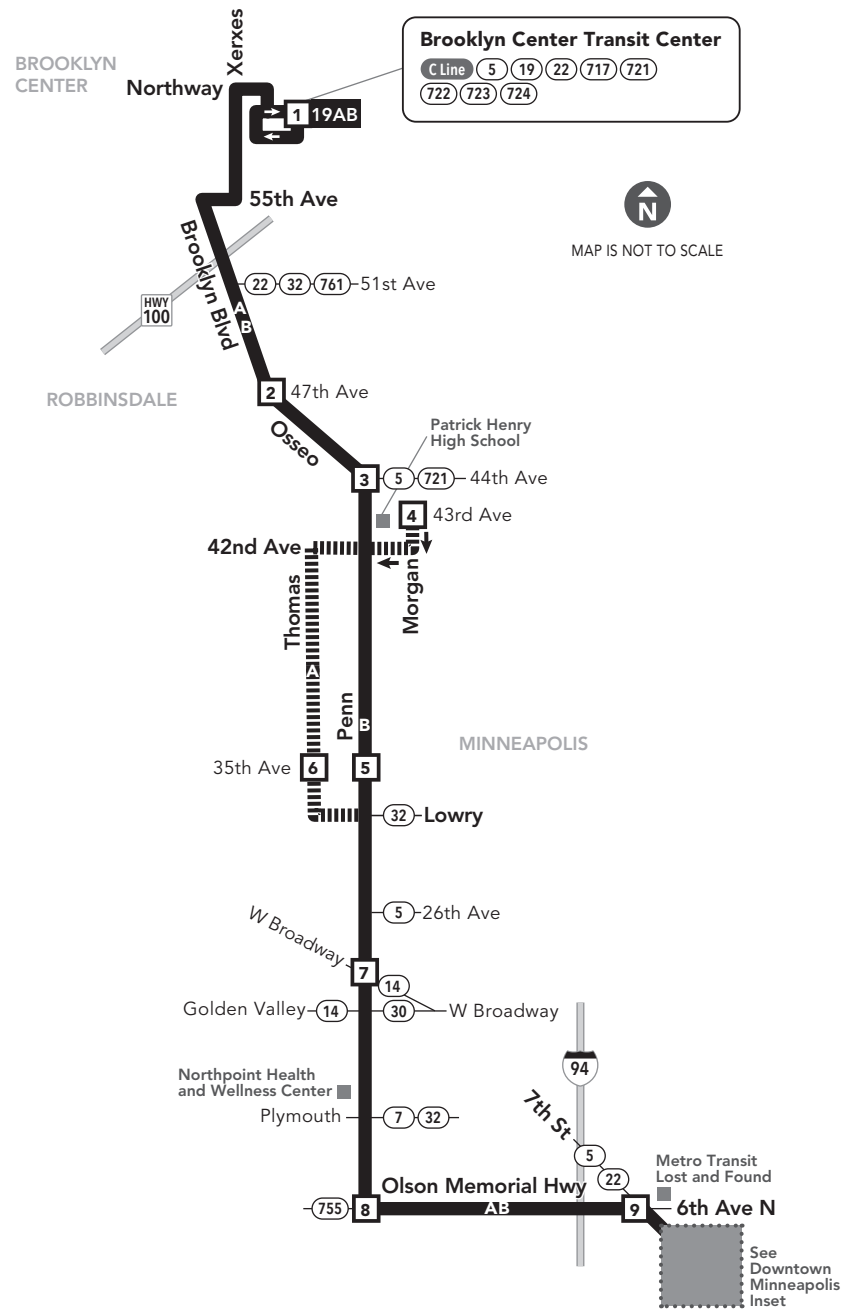 Brooklyn Center Transit Center
C Line 5 19 22 717 721
722 723 724
BROOKLYN
CENTER
Xerxes
Northway
1 19AB
55th Ave
N
MAP IS NOT TO SCALE
Brooklyn Blvd
HWY
100
22 32 761 51st Ave
A
B
ROBBINSDALE
2 47th Ave
Osseo
Patrick Henry
High School
3 5 721 44th Ave
4 43rd Ave
42nd Ave
Thomas
Morgan
A
Penn
B
MINNEAPOLIS
35th Ave 6 5
32 Lowry
5 26th Ave
W Broadway
7
14
Golden Valley 14 30 W Broadway
94
Northpoint Health
and Wellness Center
Plymouth 7 32
7th St
5
22
Metro Transit
Lost and Found
Olson Memorial Hwy
755 8 AB 9 6th Ave N
See
Downtown
Minneapolis
Inset